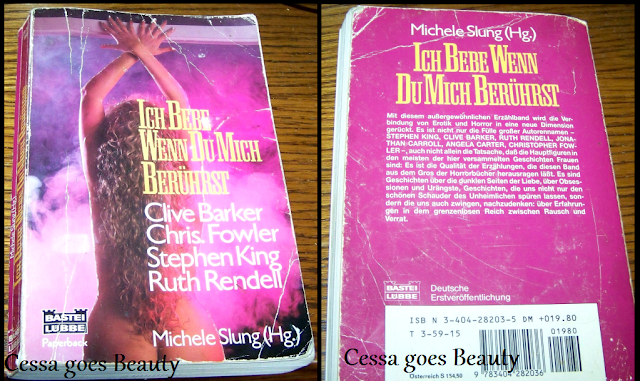 ICH BEBE
WENN DU MICH
BERÜHRST
Clive Barker
Chris. Fowler
Stephen King
Ruth Rendell
BASTEI
LÜBBE
Paperback
Michele Slung (Hg.)
Cessa goes Beauty
Michele Slung (Hg.)
ICH BEBE WENN
DU MICH BERÜHRST
Mit diesem außergewöhnlichen Erzählband wird die Ver-
bindung von Erotik und Horror in eine neue Dimension
gerückt. Es ist nicht nur die Fülle großer Autorennamen –
STEPHEN KING, CLIVE BARKER, RUTH RENDELL, JONA-
THAN CARROLL, ANGELA CARTER, CHRISTOPHER FOW-
LER –, auch nicht allein die Tatsache, daß die Hauptfiguren in
den meisten der hier versammelten Geschichten Frauen
sind: Es ist die Qualität der Erzählungen, die diesen Band
aus dem Gros der Horrorbücher herausragen läßt. Es sind
Geschichten über die dunklen Seiten der Liebe, über Obses-
sionen und Urängste, Geschichten, die uns nicht nur den
schönen Schauder des Unheimlichen spüren lassen, son-
dern die uns auch zwingen, nachzudenken: über Erfahrun-
gen in dem grenzenlosen Reich zwischen Rausch und
Verrat.
BASTEI
LÜBBE
Deutsche
Erstveröffentlichung
ISBN 3-404-28203-5 DM +019.80
T 3-59-15 01980
9 783404 282036
Österreich S 154,50
Cessa goes Beauty